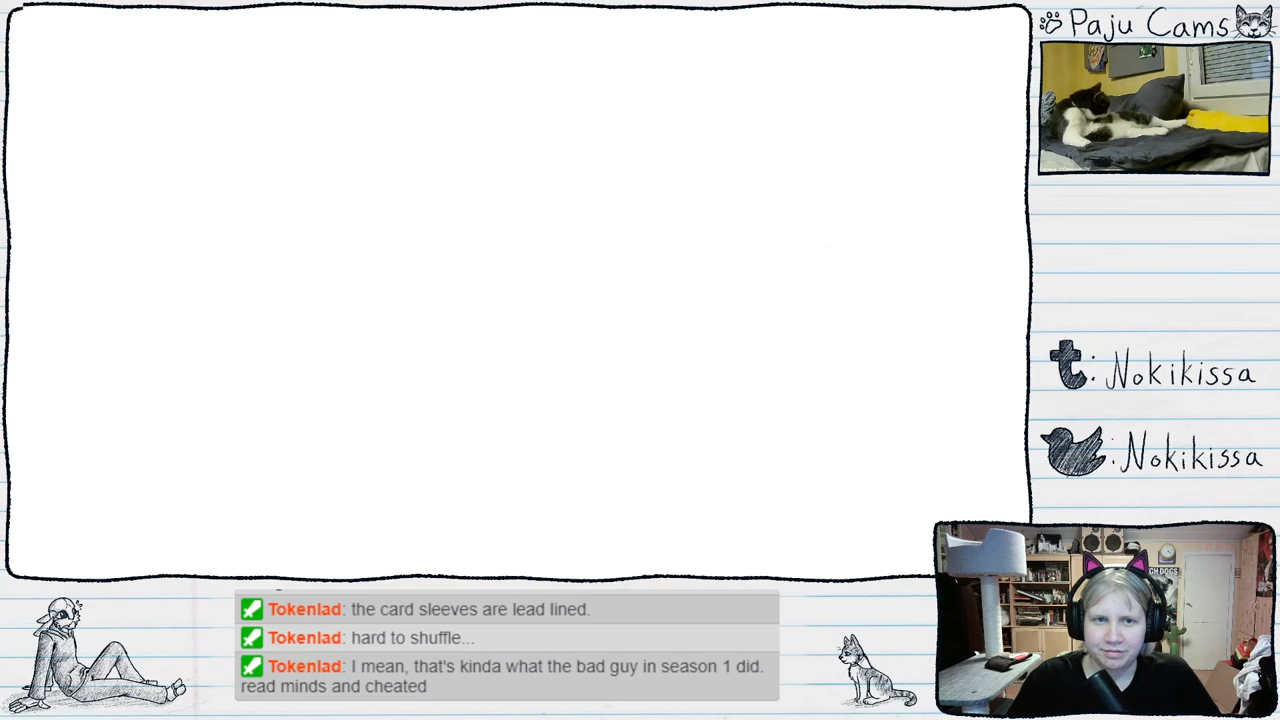 Paju Cams
t: Nokikissa
: Nokikissa
Tokenlad: the card sleeves are lead lined.
Tokenlad: hard to shuffle...
Tokenlad: I mean, that's kinda what the bad guy in season 1 did.
read minds and cheated